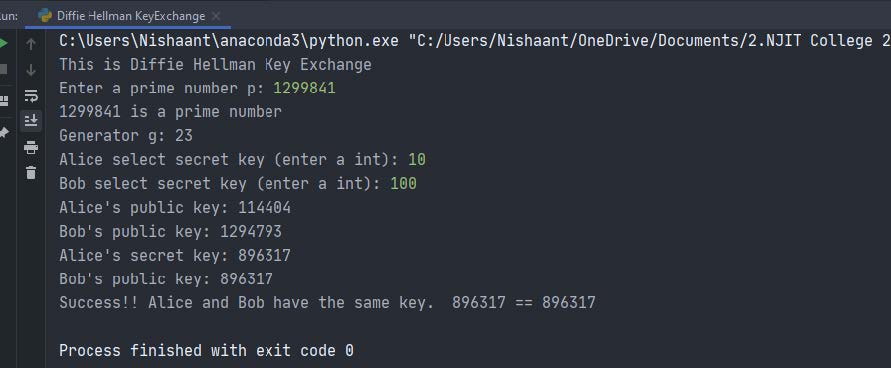 Run: Diffie Hellman KeyExchange
C:\Users\Nishaant\anaconda3\python.exe "C:/Users/Nishaant/OneDrive/Documents/2.NJIT College 2
This is Diffie Hellman Key Exchange
Enter a prime number p: 1299841
1299841 is a prime number
Generator g: 23
Alice select secret key (enter a int): 10
Bob select secret key (enter a int): 100
Alice's public key: 114404
Bob's public key: 1294793
Alice's secret key: 896317
Bob's public key: 896317
Success!! Alice and Bob have the same key.  896317 == 896317
Process finished with exit code 0